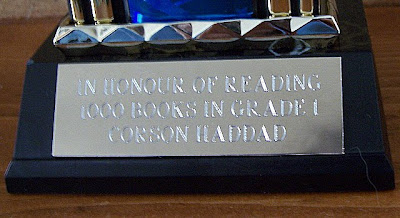 IN HONOUR OF READING
1000 BOOKS IN GRADE 1
CORSON HADDAD